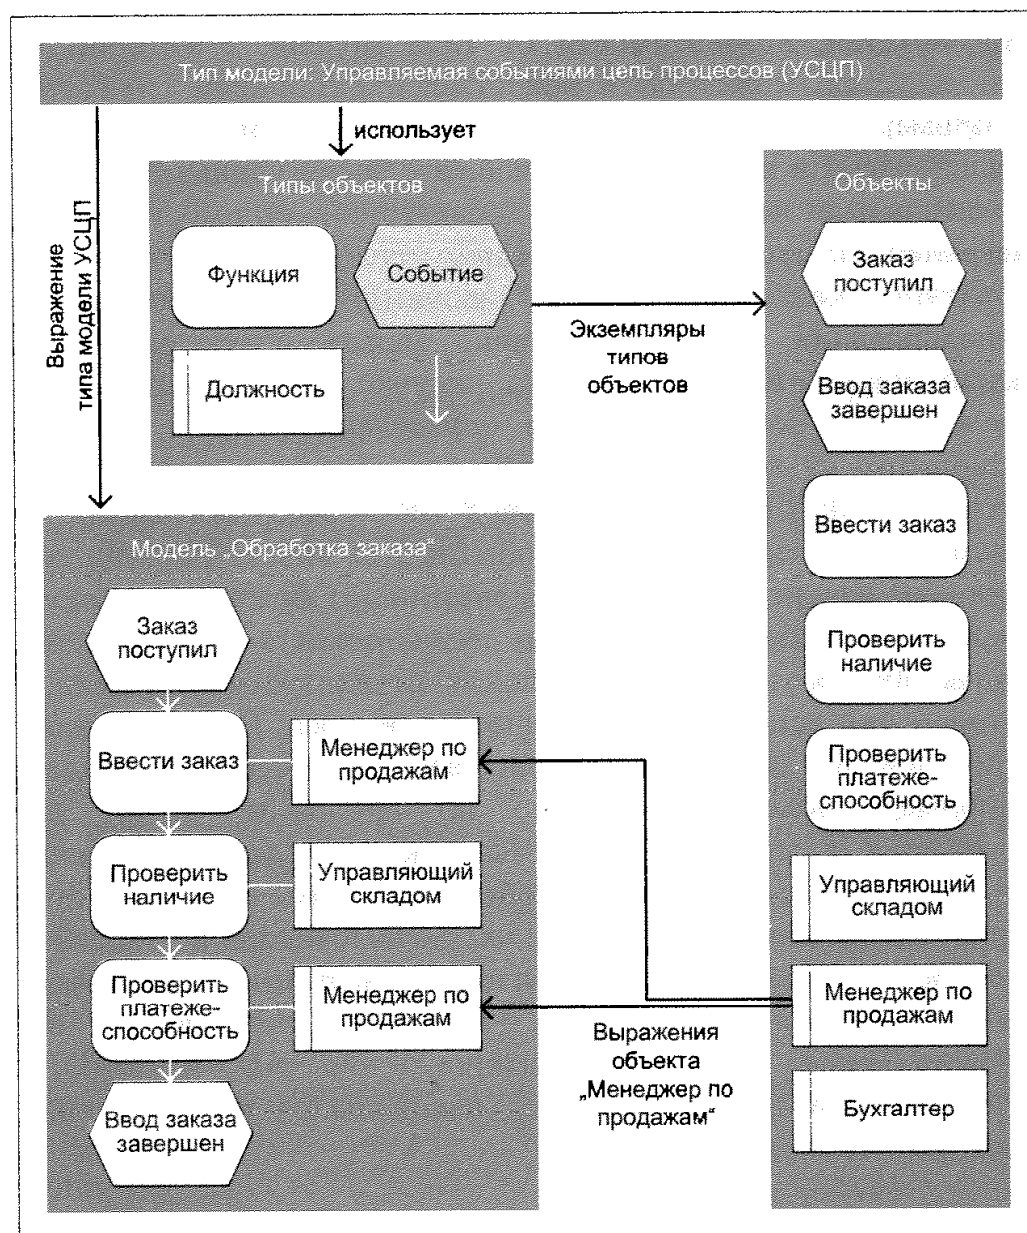 Тип модели: Управляемая событиями цепь процессов (УСЦП)
использует
Выражение
типа модели УСЦП
Типы объектов
Функция
Событие
Должность
Экземпляры
типов
объектов
Объекты
Заказ
поступил
Ввод заказа
завершен
Ввести заказ
Проверить
наличие
Проверить
платеже-
способность
Управляющий
складом
Менеджер по
продажам
Бухгалтер
Модель „Обработка заказа“
Заказ
поступил
Ввести заказ
Менеджер по
продажам
Проверить
наличие
Управляющий
складом
Проверить
платеже-
способность
Менеджер по
продажам
Ввод заказа
завершен
Выражения
объекта
„Менеджер по
продажам“